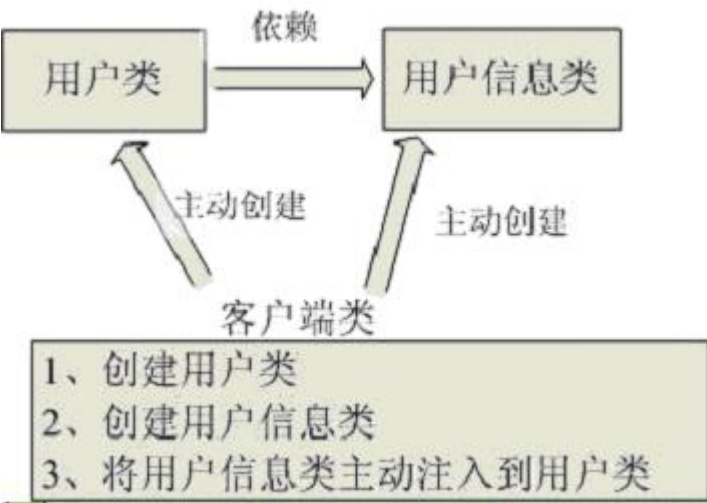 依赖
用户类
用户信息类
主动创建
主动创建
客户端类
1、创建用户类
2、创建用户信息类
3、将用户信息类主动注入到用户类